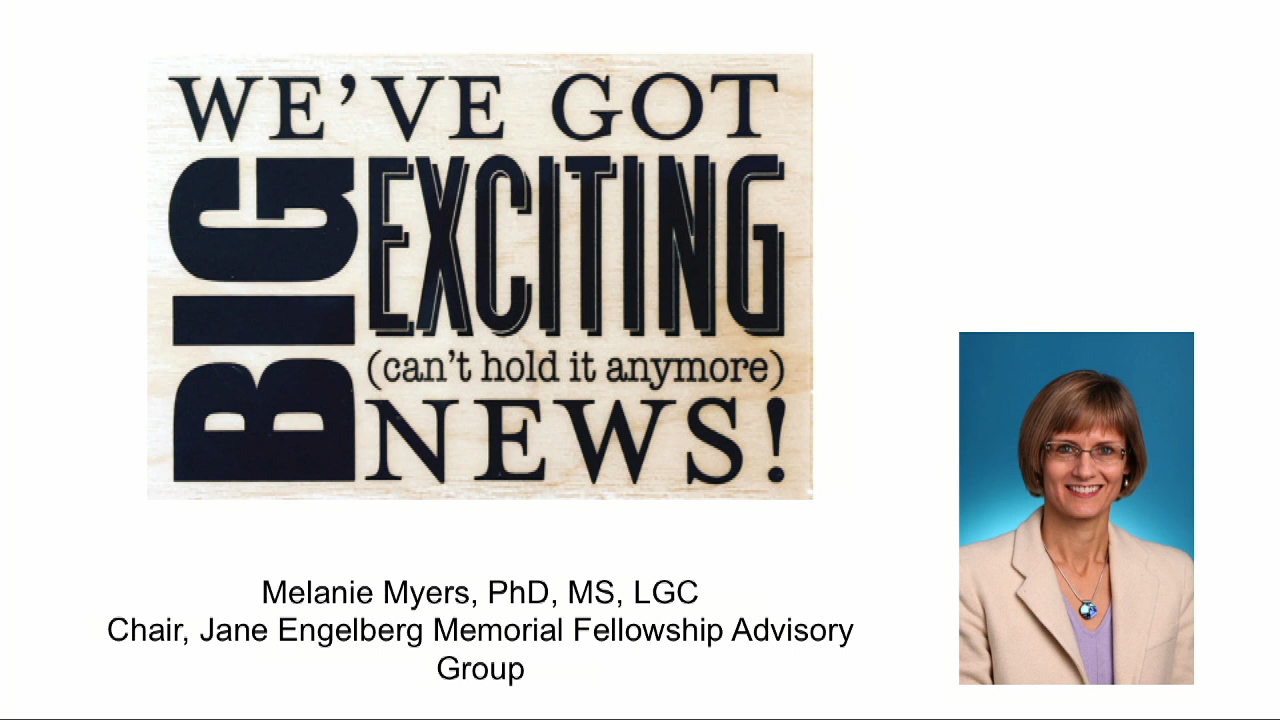 WE'VE GOT
BIG
EXCITING
(can't hold it anymore)
NEWS!
Melanie Myers, PhD, MS, LGC
Chair, Jane Engelberg Memorial Fellowship Advisory
Group